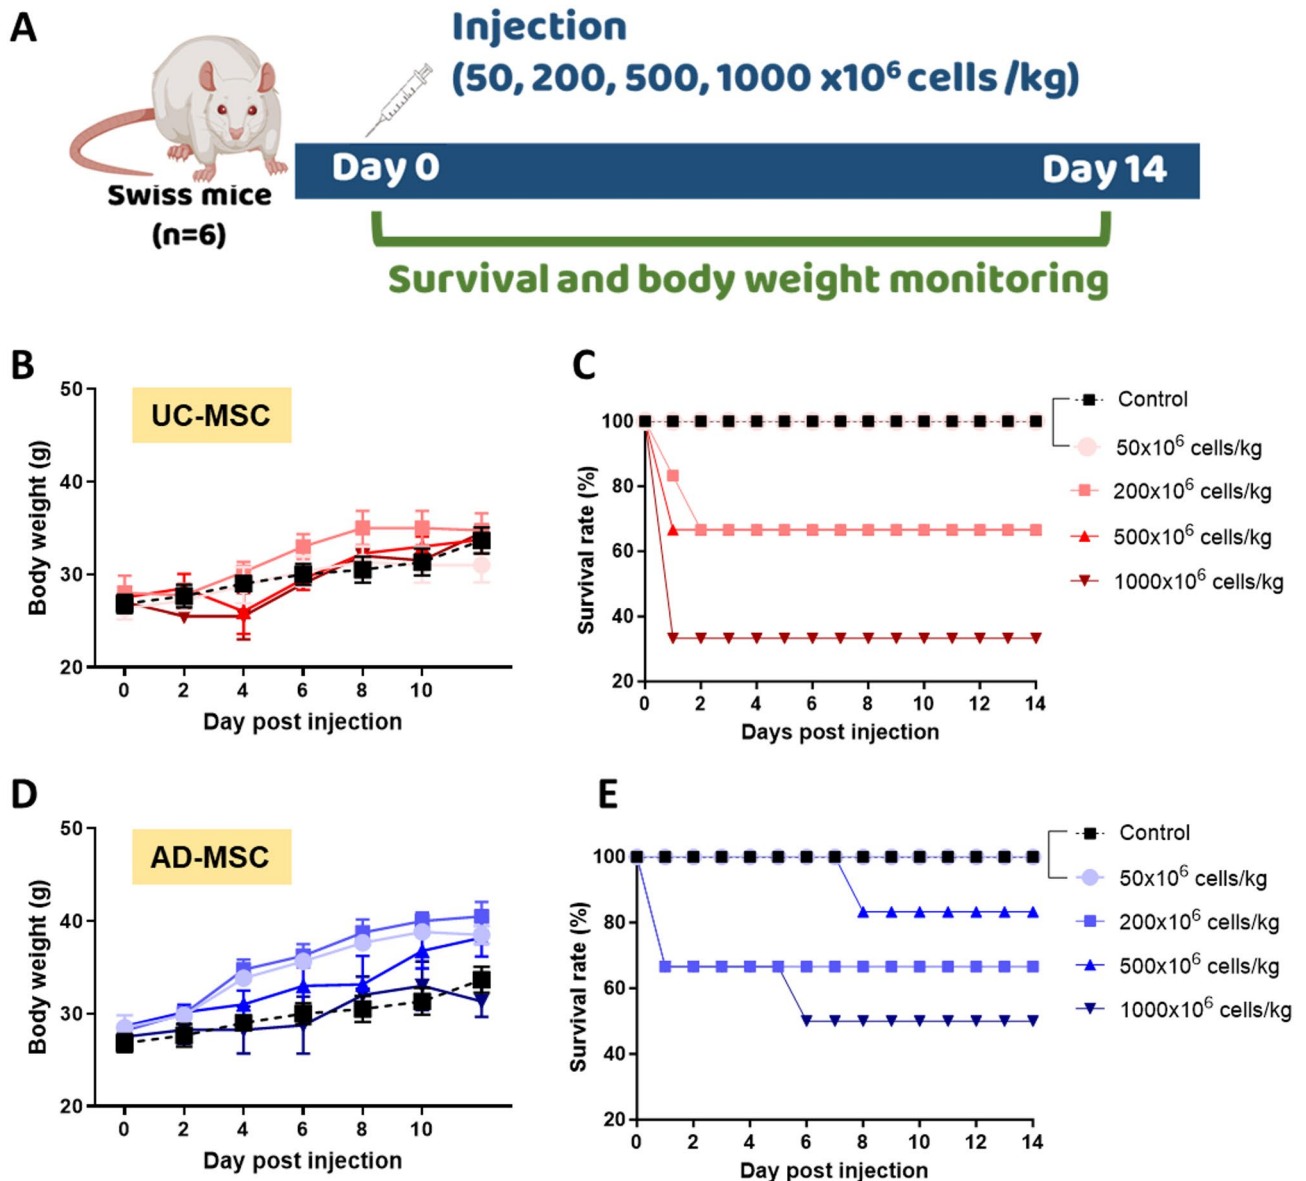 A
Injection
(50, 200, 500, 1000 x10⁶ cells /kg)
Day 0
Day 14
Swiss mice
(n=6)
Survival and body weight monitoring
B
UC-MSC
Body weight (g)
50
40
30
20
0 2 4 6 8 10
Day post injection
C
Survival rate (%)
100
80
60
40
20
0 2 4 6 8 10 12 14
Days post injection
Control
50x10⁶ cells/kg
200x10⁶ cells/kg
500x10⁶ cells/kg
1000x10⁶ cells/kg
D
AD-MSC
Body weight (g)
50
40
30
20
0 2 4 6 8 10
Day post injection
E
Survival rate (%)
100
80
60
40
20
0 2 4 6 8 10 12 14
Day post injection
Control
50x10⁶ cells/kg
200x10⁶ cells/kg
500x10⁶ cells/kg
1000x10⁶ cells/kg